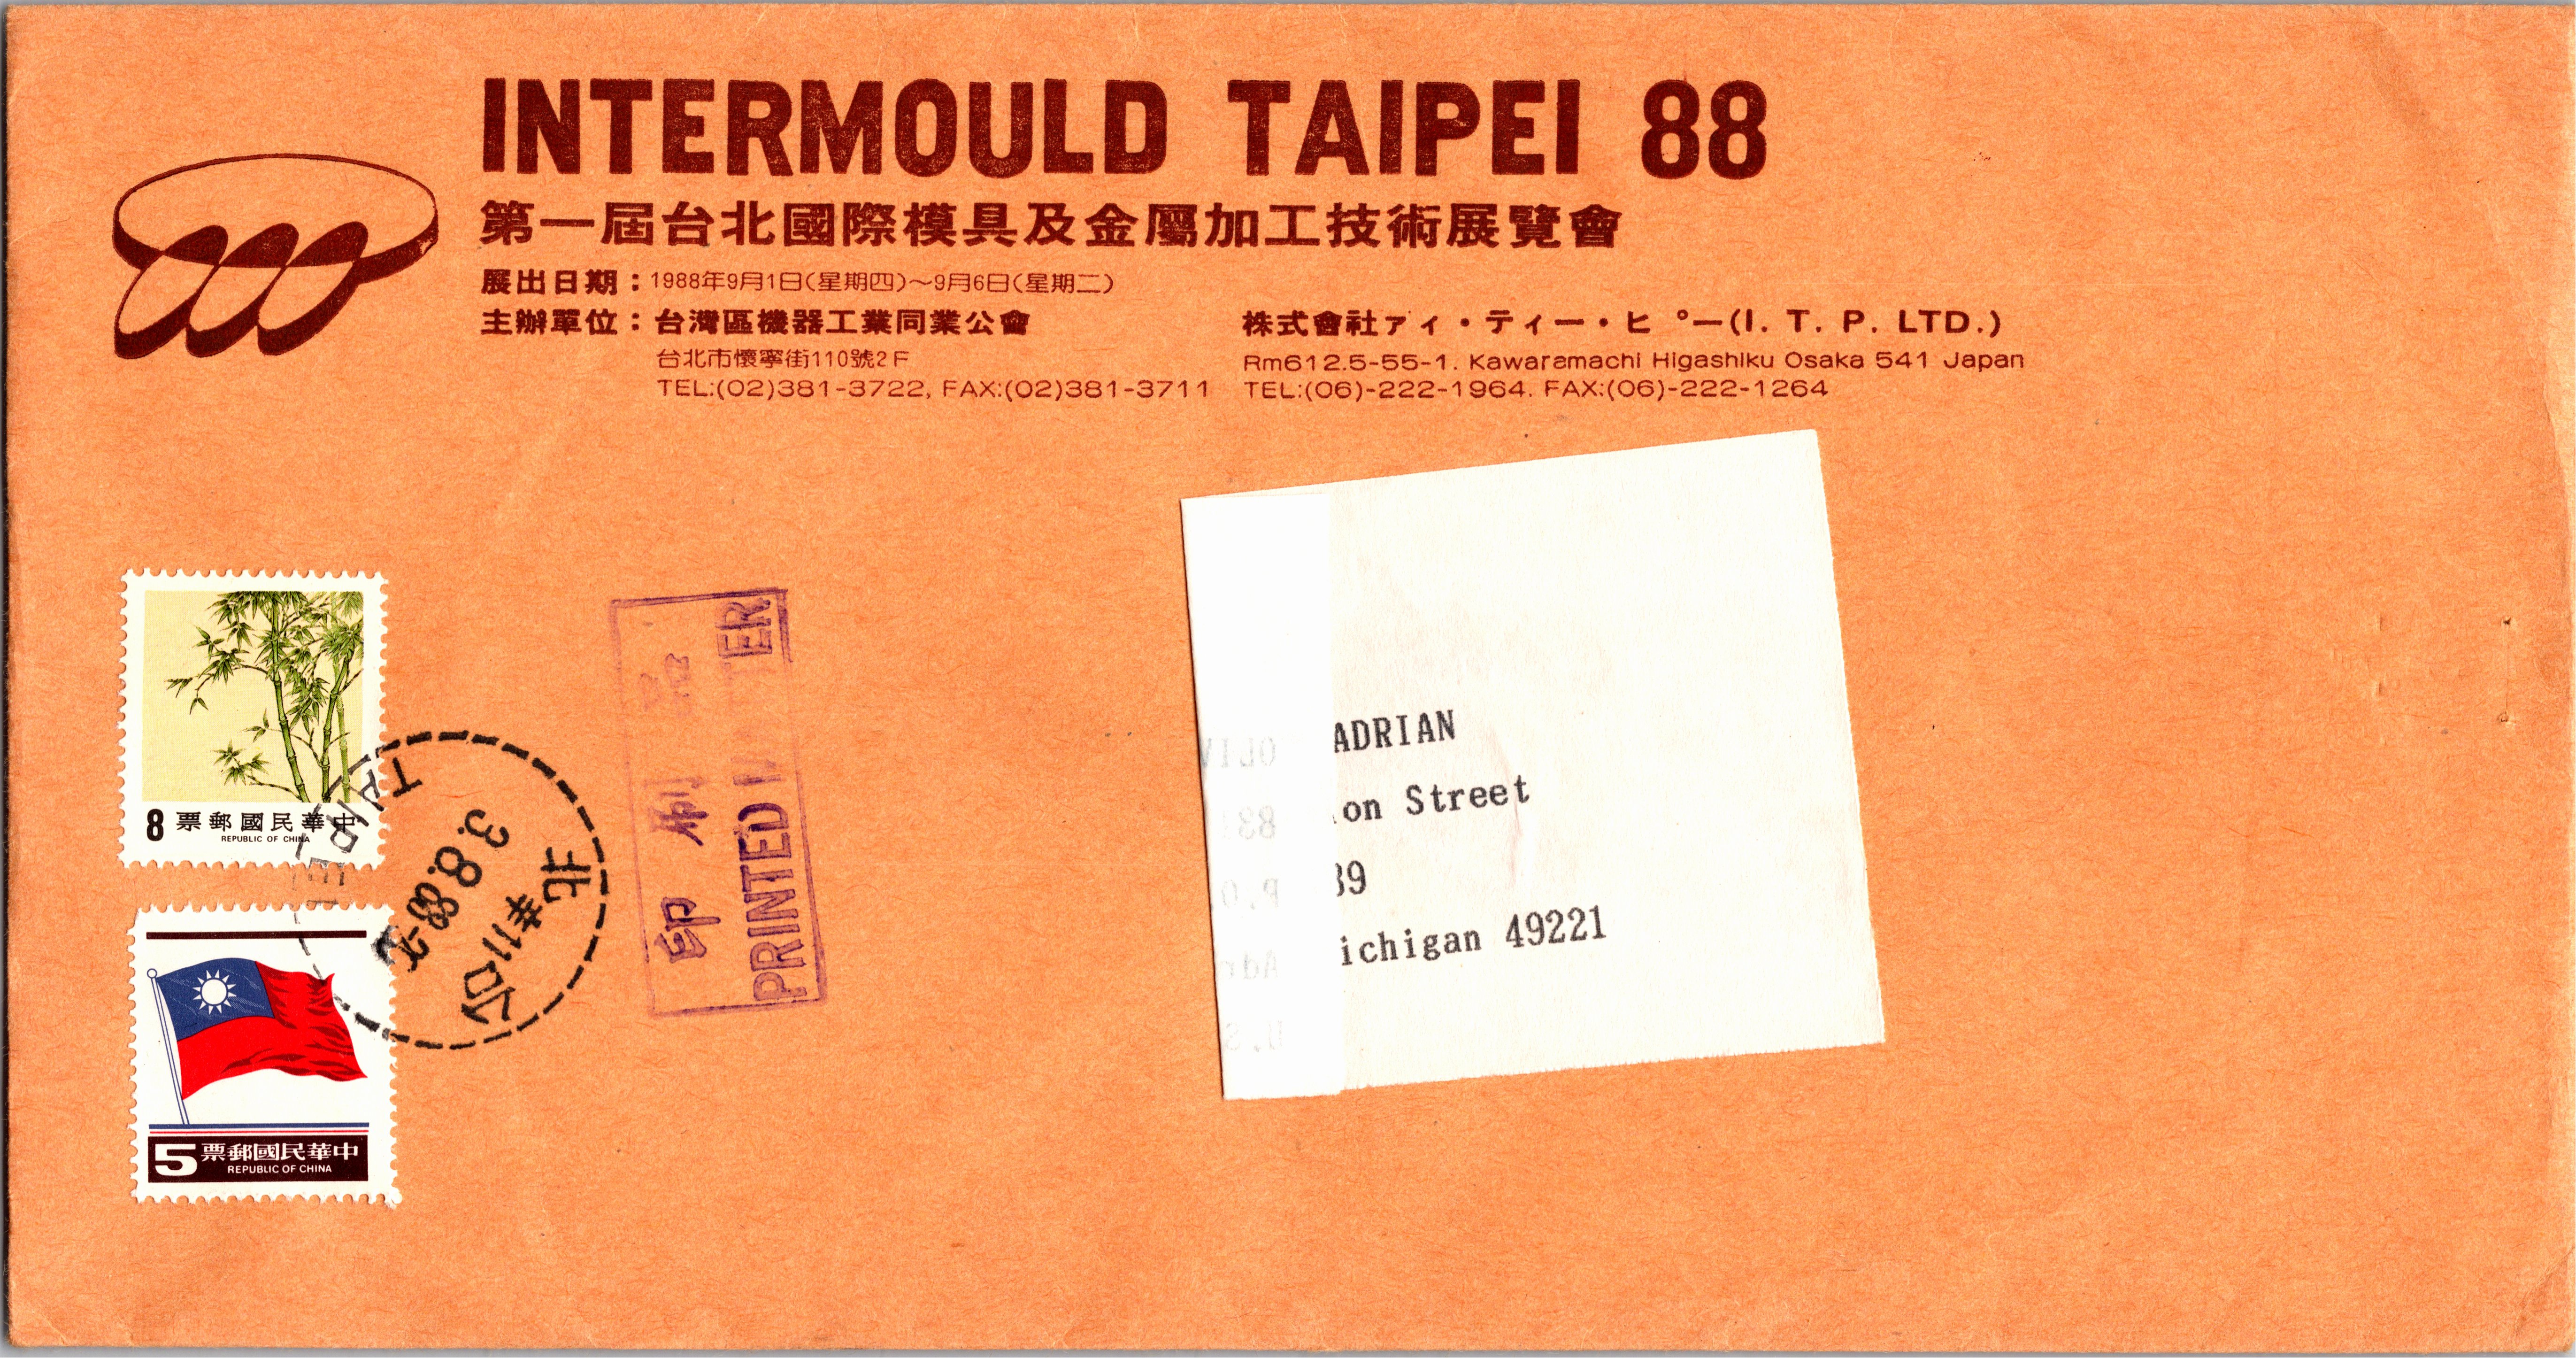 INTERMOULD TAIPEI 88
第一屆台北國際模具及金屬加工技術展覽會
展出日期：1988年9月1日(星期四)～9月6日(星期二)
主辦單位：台灣區機器工業同業公會
台北市懷寧街110號2F
TEL:(02)381-3722, FAX:(02)381-3711
株式會社アイ・ティー・ピー(I. T. P. LTD.)
Rm612.5-55-1. Kawaramachi Higashiku Osaka 541 Japan
TEL:(06)-222-1964. FAX:(06)-222-1264
8 票郵國民華中
REPUBLIC OF CHINA
TAIPEI
3.8.88
台北
5 票郵國民華中
REPUBLIC OF CHINA
印刷品
PRINTED
ADRIAN
on Street
39
ichigan 49221